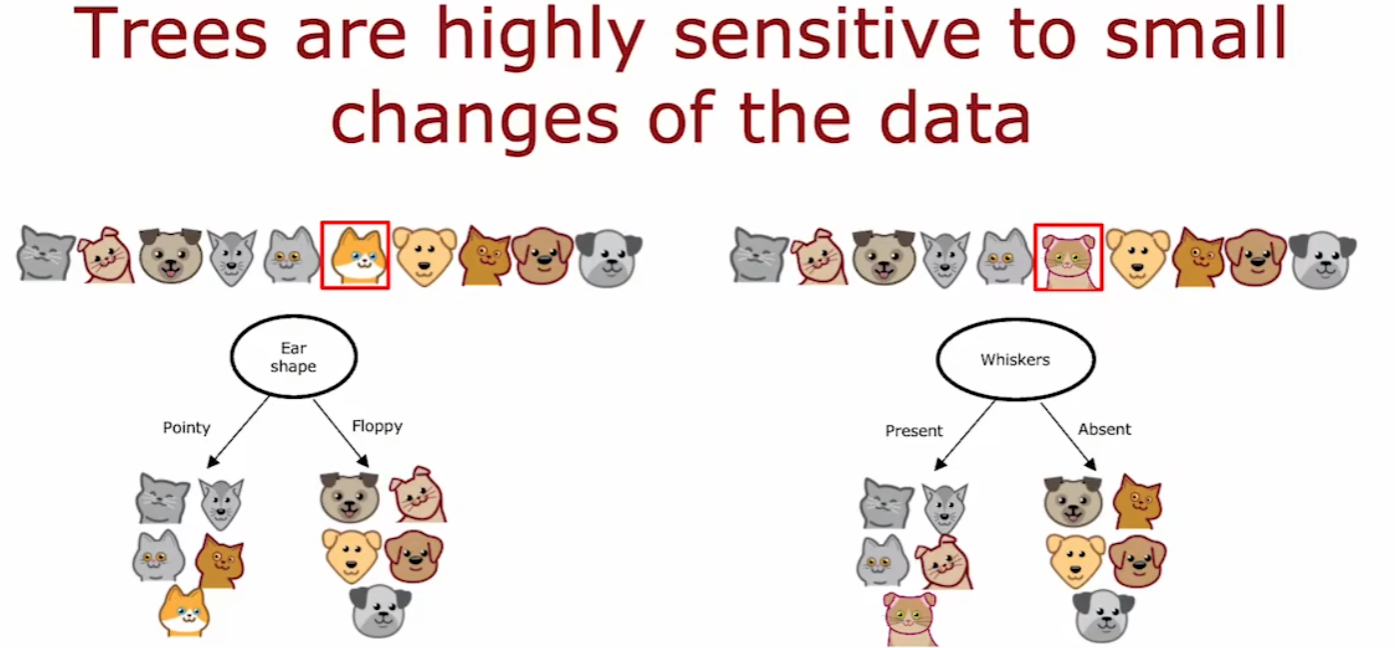 Trees are highly sensitive to small
changes of the data
Ear
shape
Pointy
Floppy
Whiskers
Present
Absent